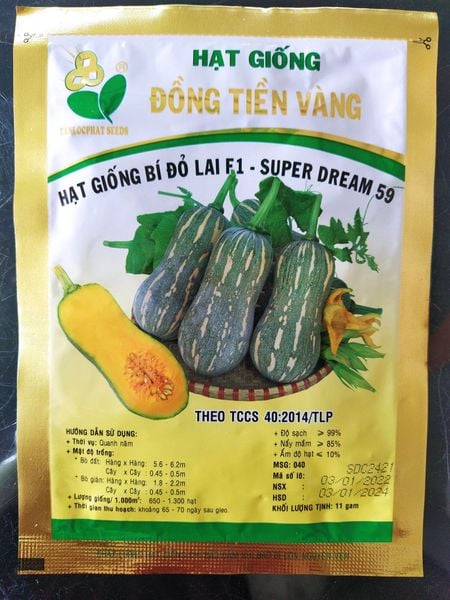 HẠT GIỐNG
ĐỒNG TIỀN VÀNG
®
TANLOCPHAT SEEDS
HẠT GIỐNG BÍ ĐỎ LAI F1 - SUPER DREAM 59
THEO TCCS 40:2014/TLP
HƯỚNG DẪN SỬ DỤNG:
+ Thời vụ: Quanh năm
+ Mật độ trồng:
* Bò đất: Hàng x Hàng: 5.6 - 6.2m
Cây x Cây : 0.45 - 0.5m
* Bò giàn: Hàng x Hàng: 1.8 - 2.2m
Cây x Cây : 0.45 - 0.5m
+ Lượng giống/ 1.000m²: 650 - 1.300 hạt
+ Thời gian thu hoạch: khoảng 65 - 70 ngày sau gieo.
+ Độ sạch ≥ 99%
+ Nảy mầm ≥ 85%
+ Ẩm độ hạt ≤ 10%
MSG: 040
Mã số lô: SDC2421
NSX : 03/01/2022
HSD : 03/01/2024
KHỐI LƯỢNG TỊNH: 11 gam